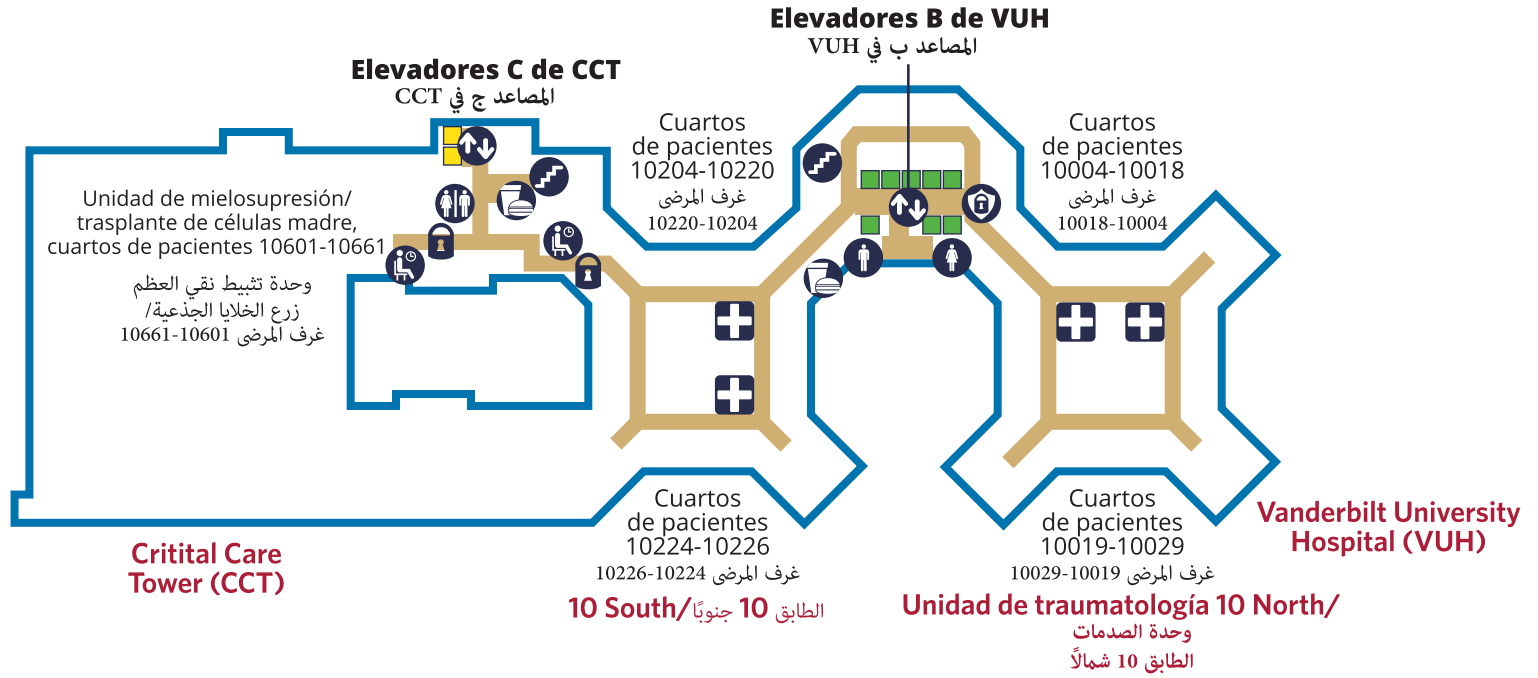 Elevadores B de VUH
المصاعد ب في VUH
Elevadores C de CCT
المصاعد ج في CCT
Cuartos
de pacientes
10204-10220
غرف المرضى
10220-10204
Cuartos
de pacientes
10004-10018
غرف المرضى
10018-10004
Unidad de mielosupresión/
trasplante de células madre,
cuartos de pacientes 10601-10661
وحدة تثبيط نقي العظم
زرع الخلايا الجذعية/
غرف المرضى 10601-10661
Cuartos
de pacientes
10224-10226
غرف المرضى 10224-10226
10 South/الطابق 10 جنوبًا
Cuartos
de pacientes
10019-10029
غرف المرضى 10019-10029
Unidad de traumatología 10 North/
وحدة الصدمات
الطابق 10 شمالًا
Critital Care
Tower (CCT)
Vanderbilt University
Hospital (VUH)